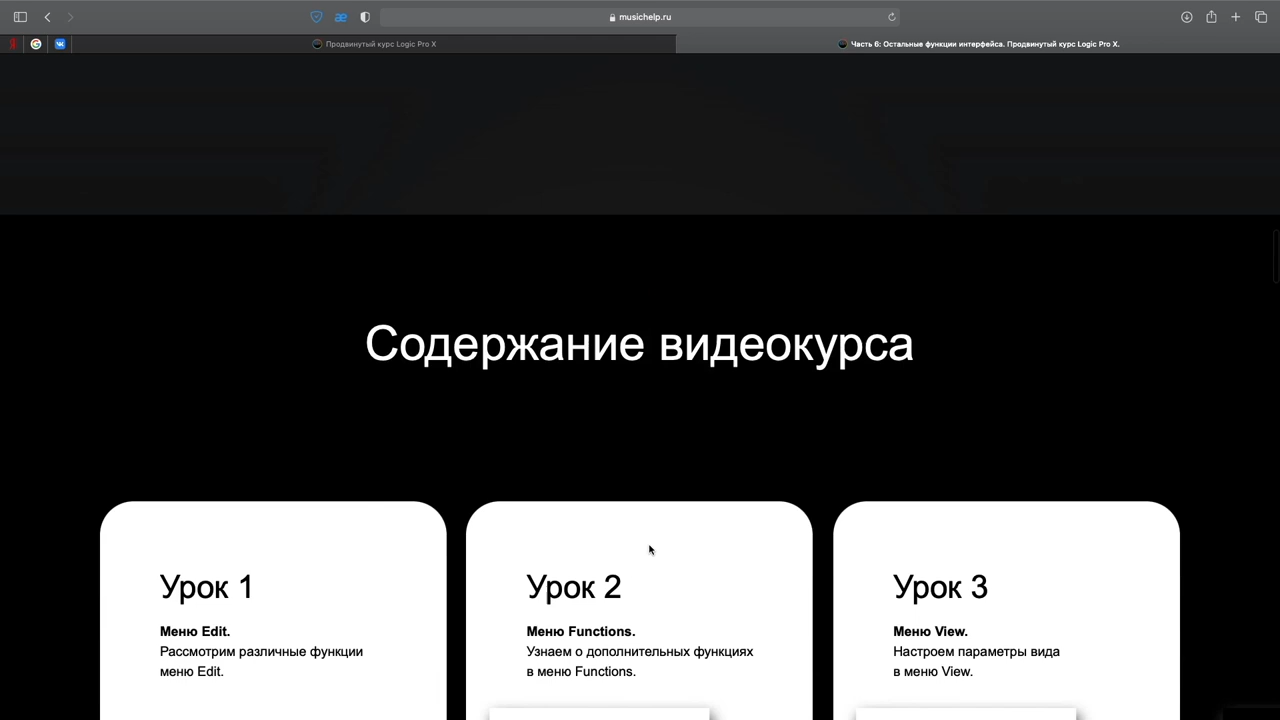 musichelp.ru
Продвинутый курс Logic Pro X
Часть 6: Остальные функции интерфейса. Продвинутый курс Logic Pro X.
Содержание видеокурса
Урок 1
Меню Edit.
Рассмотрим различные функции
меню Edit.
Урок 2
Меню Functions.
Узнаем о дополнительных функциях
в меню Functions.
Урок 3
Меню View.
Настроем параметры вида
в меню View.